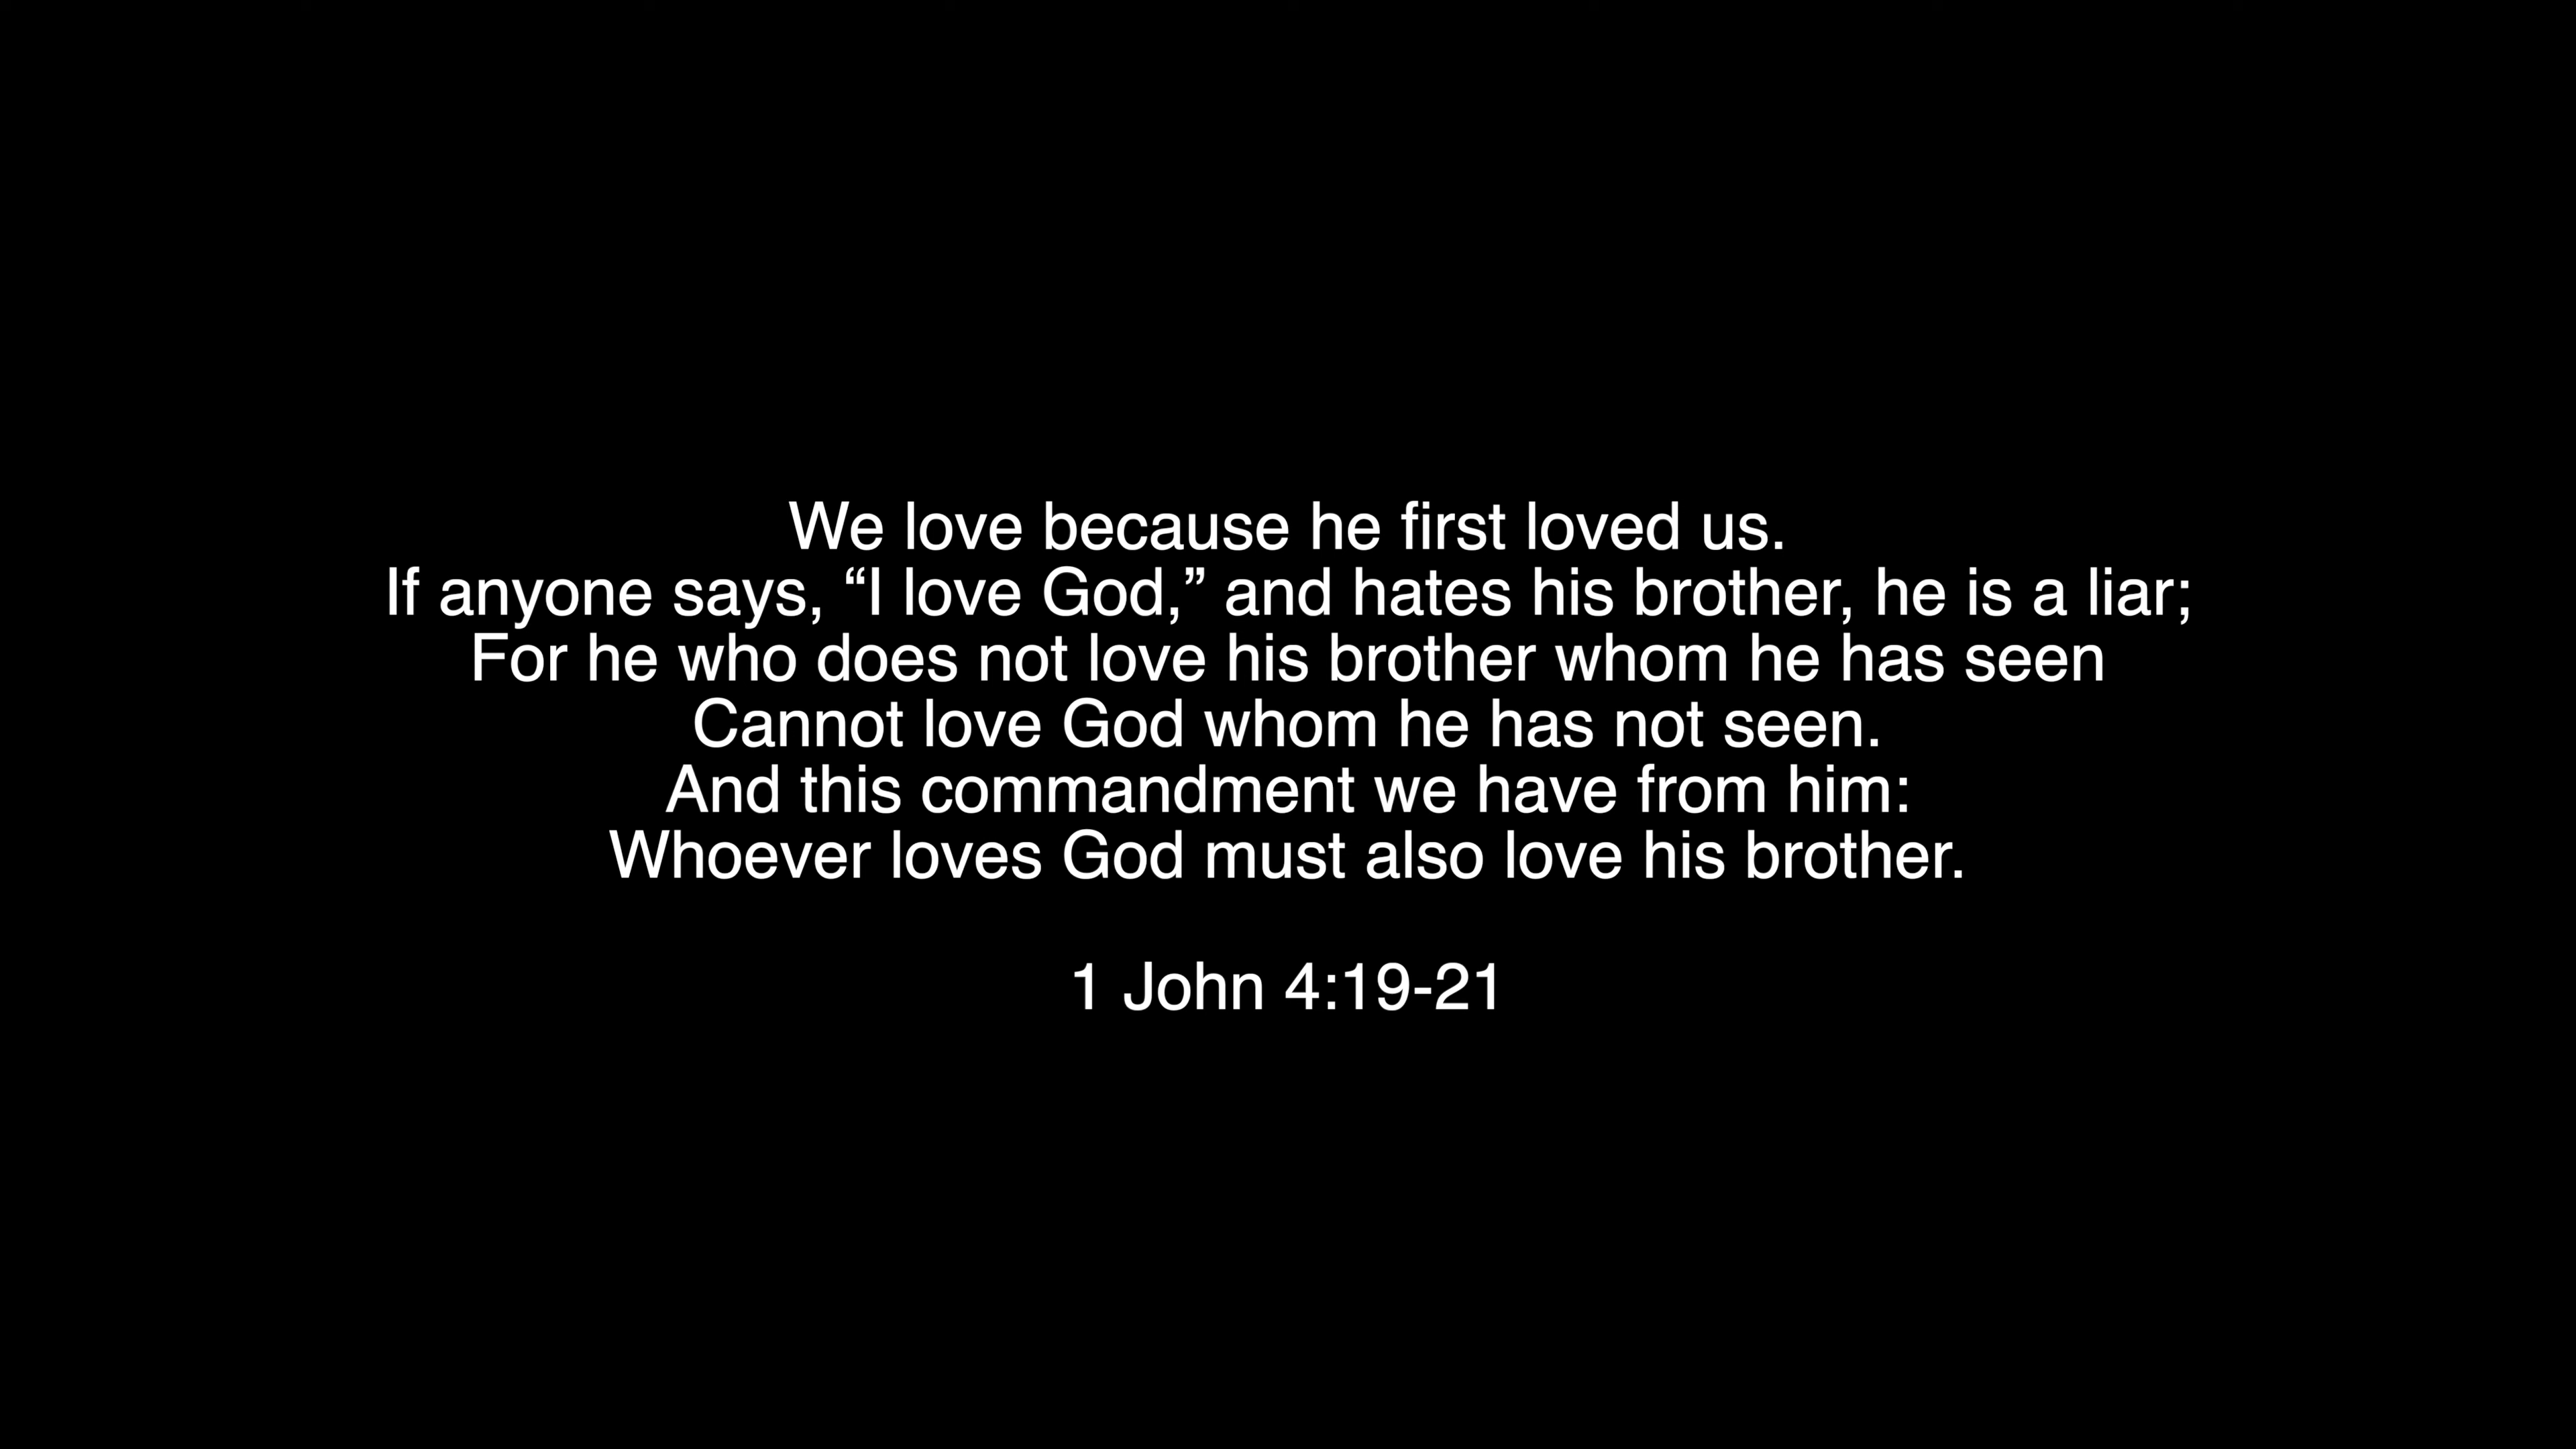 We love because he first loved us.
If anyone says, “I love God,” and hates his brother, he is a liar;
For he who does not love his brother whom he has seen
Cannot love God whom he has not seen.
And this commandment we have from him:
Whoever loves God must also love his brother.
1 John 4:19-21